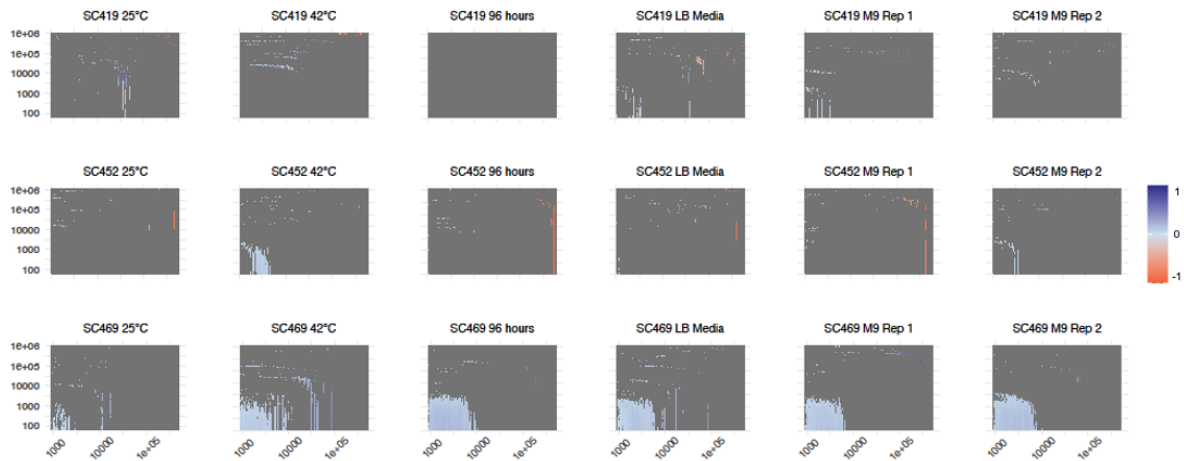 SC419 25°C SC419 42°C SC419 96 hours SC419 LB Media SC419 M9 Rep 1 SC419 M9 Rep 2
1e+06
1e+05
10000
1000
100
SC452 25°C SC452 42°C SC452 96 hours SC452 LB Media SC452 M9 Rep 1 SC452 M9 Rep 2
1e+06
1e+05
10000
1000
100
1
0
-1
SC469 25°C SC469 42°C SC469 96 hours SC469 LB Media SC469 M9 Rep 1 SC469 M9 Rep 2
1e+06
1e+05
10000
1000
100
1000 10000 1e+05 1000 10000 1e+05 1000 10000 1e+05 1000 10000 1e+05 1000 10000 1e+05 1000 10000 1e+05